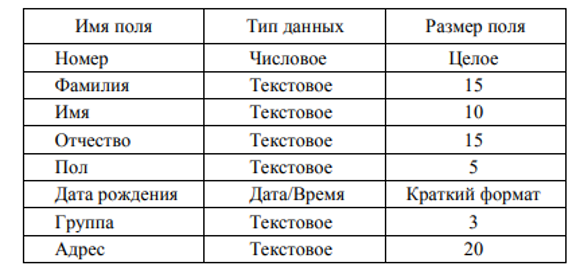 Имя поля Тип данных Размер поля
Номер Числовое Целое
Фамилия Текстовое 15
Имя Текстовое 10
Отчество Текстовое 15
Пол Текстовое 5
Дата рождения Дата/Время Краткий формат
Группа Текстовое 3
Адрес Текстовое 20